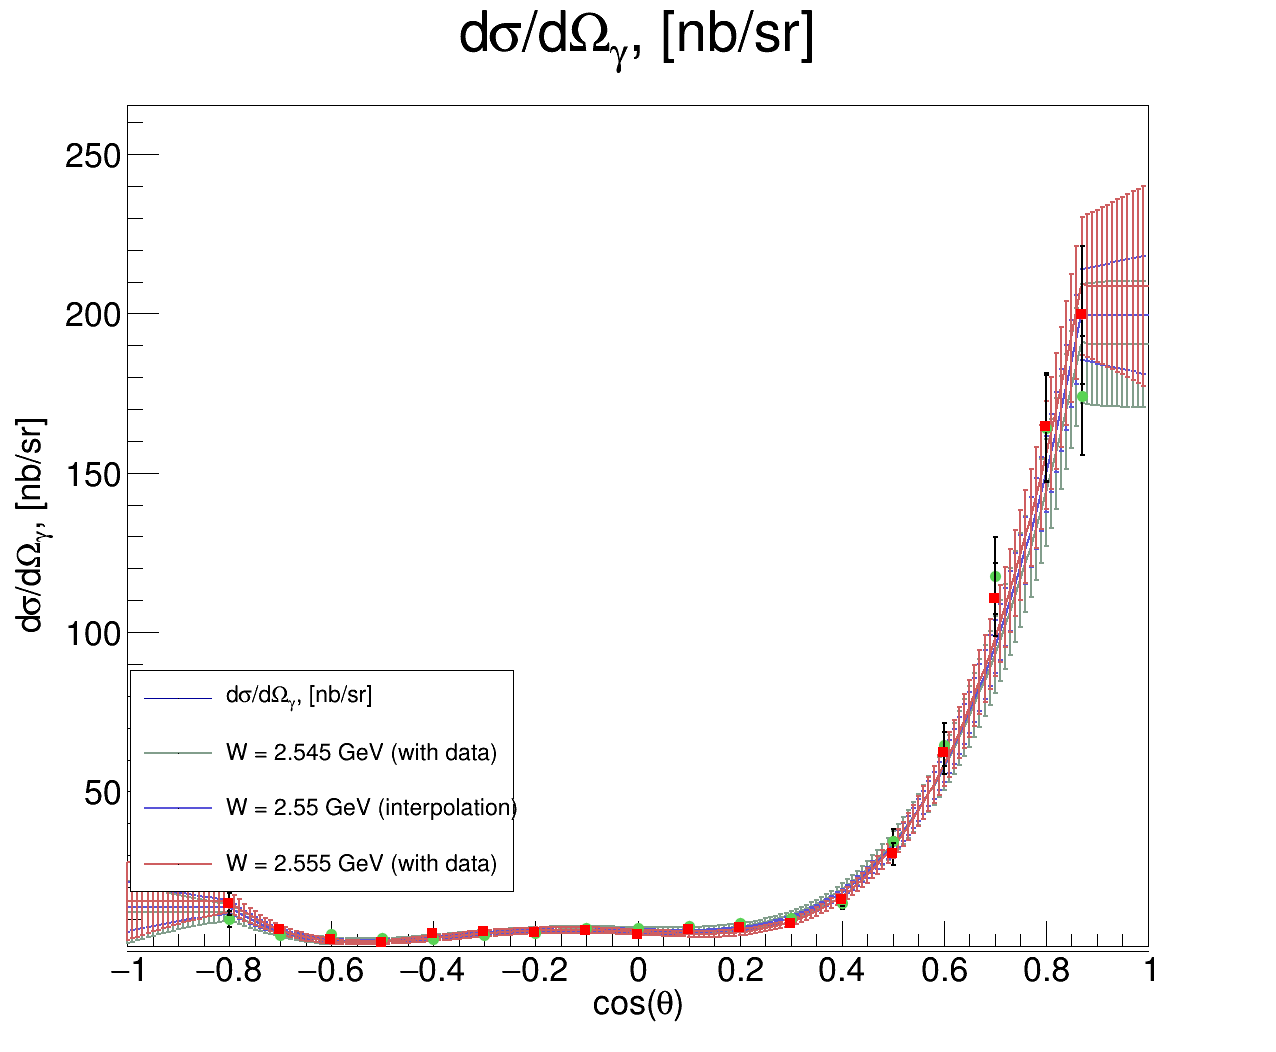 dσ/dΩγ, [nb/sr]
250
200
150
100
50
dσ/dΩγ, [nb/sr]
dσ/dΩγ, [nb/sr]
W = 2.545 GeV (with data)
W = 2.55 GeV (interpolation)
W = 2.555 GeV (with data)
−1 −0.8 −0.6 −0.4 −0.2 0 0.2 0.4 0.6 0.8 1
cos(θ)